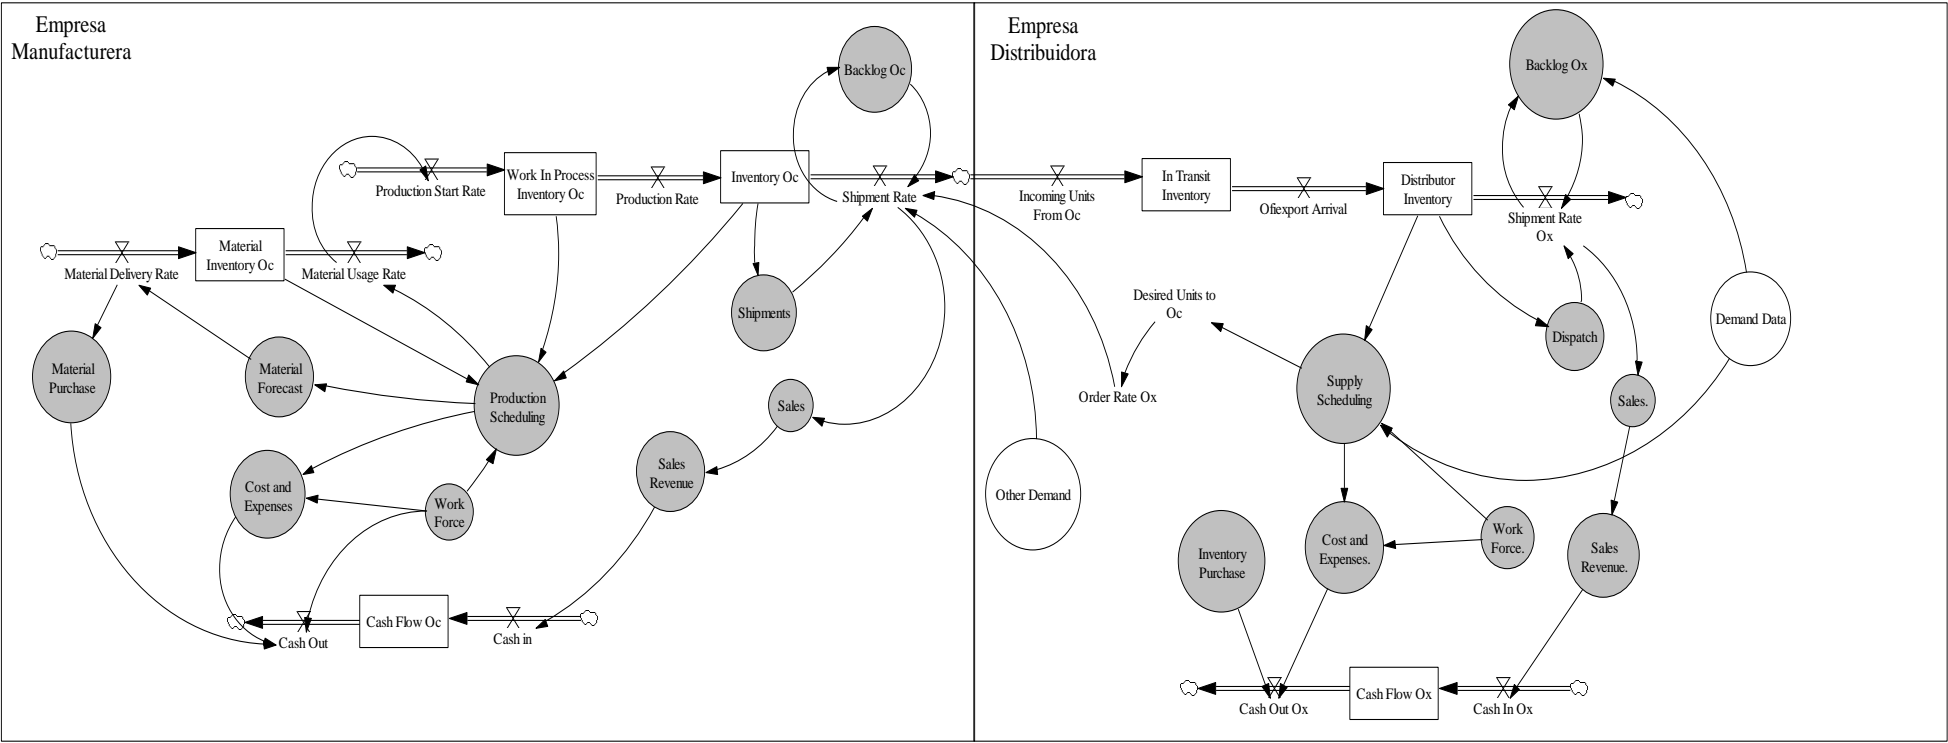 Empresa
Manufacturera
Backlog Oc
Production Start Rate
Work In Process
Inventory Oc
Production Rate
Inventory Oc
Shipment Rate
Material
Inventory Oc
Material Delivery Rate
Material Usage Rate
Shipments
Material
Purchase
Material
Forecast
Production
Scheduling
Sales
Sales
Revenue
Cost and
Expenses
Work
Force
Cash Flow Oc
Cash Out
Cash in
Empresa
Distribuidora
Backlog Ox
Incoming Units
From Oc
In Transit
Inventory
Ofiexport Arrival
Distributor
Inventory
Shipment Rate
Ox
Desired Units to
Oc
Order Rate Ox
Supply
Scheduling
Dispatch
Demand Data
Sales.
Other Demand
Inventory
Purchase
Cost and
Expenses.
Work
Force.
Sales
Revenue.
Cash Flow Ox
Cash Out Ox
Cash In Ox